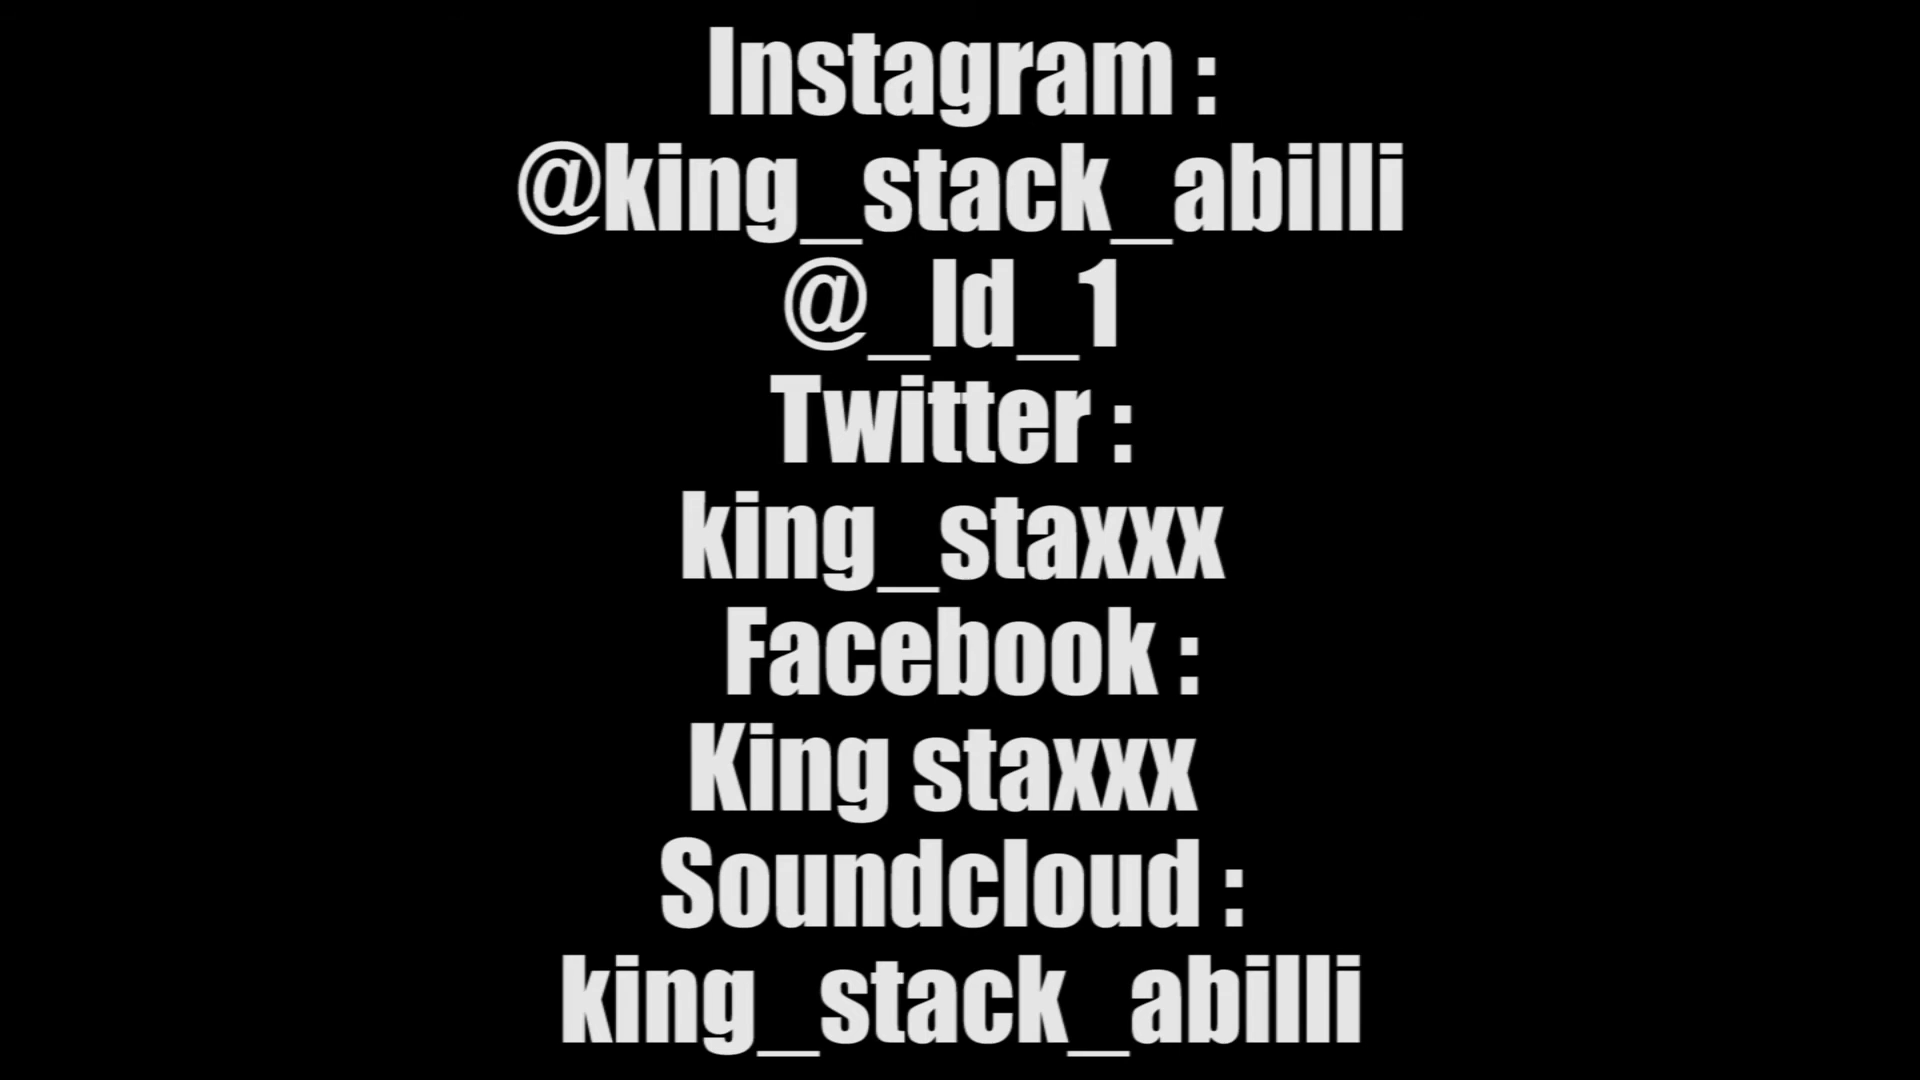 Instagram :
@king_stack_abilli
@_ld_1
Twitter :
king_staxxx
Facebook :
King staxxx
Soundcloud :
king_stack_abilli